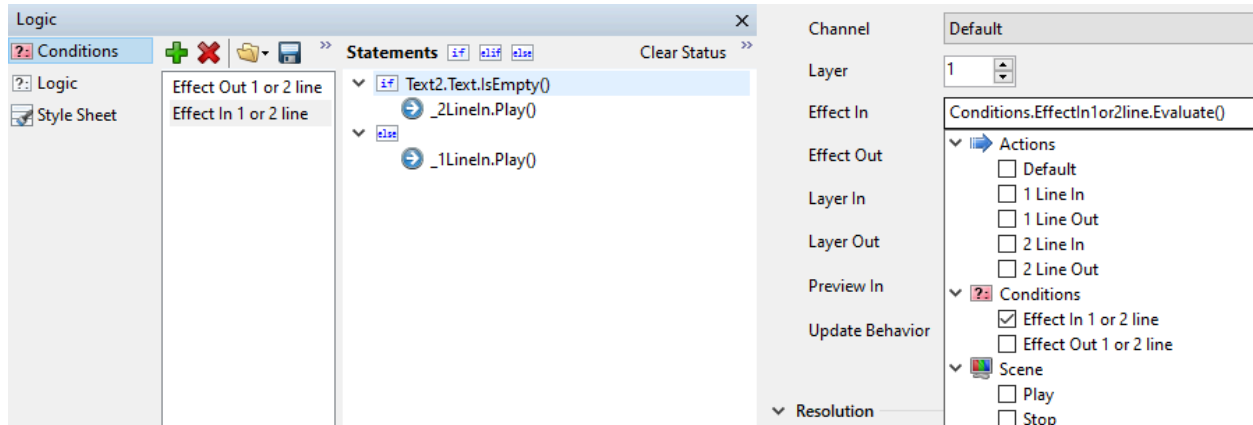 Logic
Conditions
Logic
Style Sheet
Effect Out 1 or 2 line
Effect In 1 or 2 line
Statements if elif else Clear Status
if Text2.Text.IsEmpty()
_2LineIn.Play()
else
_1LineIn.Play()
Channel Default
Layer 1
Effect In Conditions.EffectIn1or2line.Evaluate()
Effect Out
Layer In
Layer Out
Preview In
Update Behavior
Resolution
Actions
Default
1 Line In
1 Line Out
2 Line In
2 Line Out
?: Conditions
Effect In 1 or 2 line
Effect Out 1 or 2 line
Scene
Play
Stop